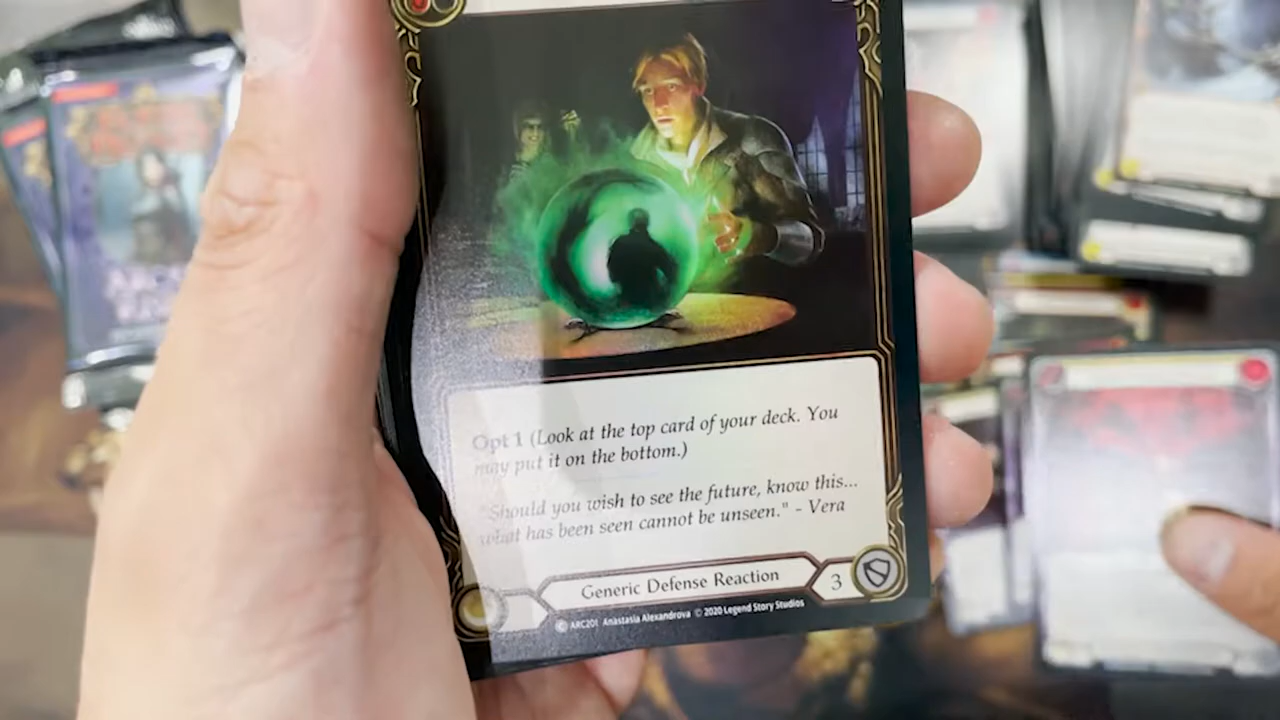 Opt 1 (Look at the top card of your deck. You
may put it on the bottom.)
"Should you wish to see the future, know this...
what has been seen cannot be unseen." - Vera
Generic Defense Reaction
3
C ARC201 Anastasia Alexandrova © 2020 Legend Story Studios